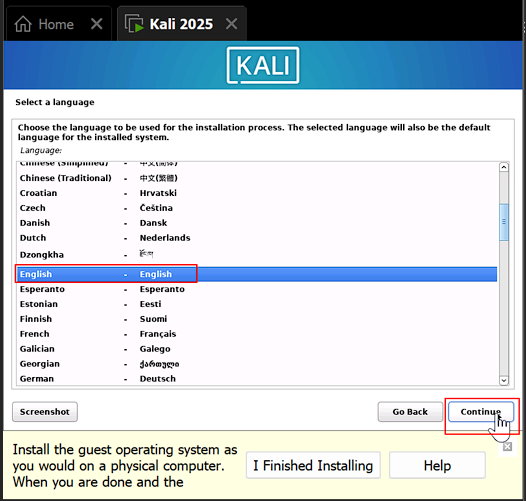 Home
Kali 2025
KALI
Select a language
Choose the language to be used for the installation process. The selected language will also be the default
language for the installed system.
Language:
Chinese (Simplified) - 中文(简体)
Chinese (Traditional) - 中文(繁體)
Croatian - Hrvatski
Czech - Čeština
Danish - Dansk
Dutch - Nederlands
Dzongkha -
English - English
Esperanto - Esperanto
Estonian - Eesti
Finnish - Suomi
French - Français
Galician - Galego
Georgian - ქართული
German - Deutsch
Screenshot
Go Back
Continue
Install the guest operating system as
you would on a physical computer.
When you are done and the
I Finished Installing
Help